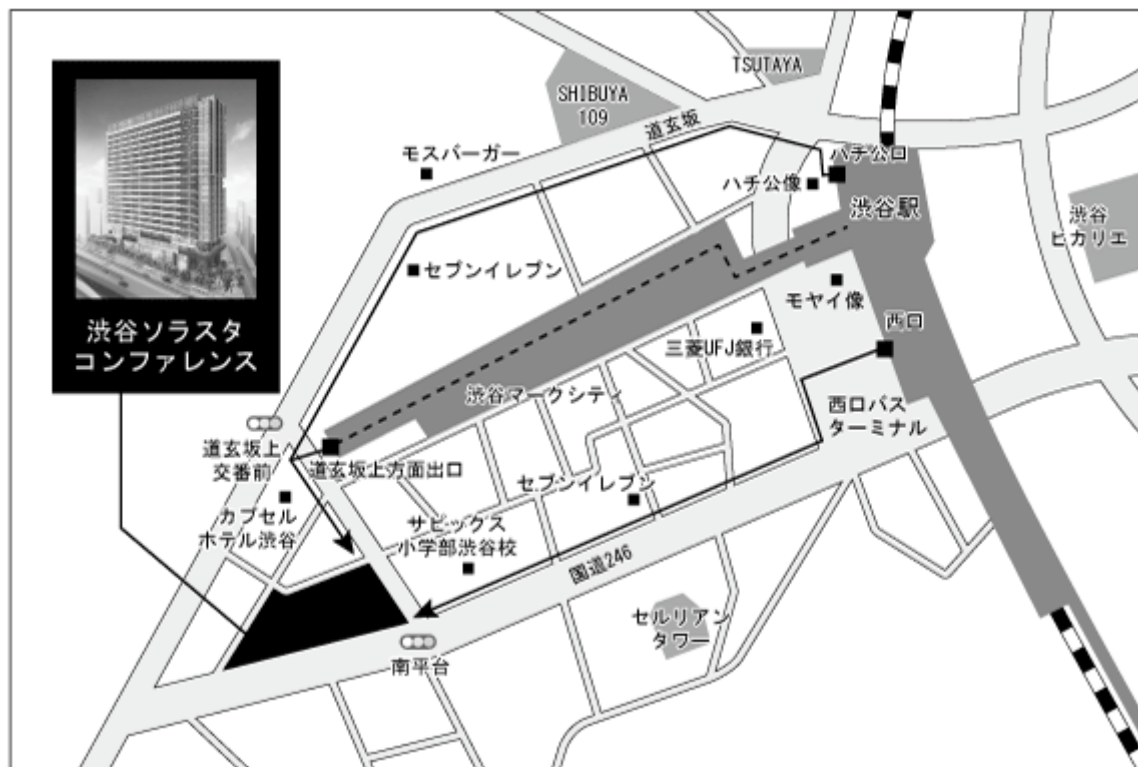 TSUTAYA
SHIBUYA
109
道玄坂
モスバーガー
ハチ公口
ハチ公像
渋谷駅
渋谷
ヒカリエ
セブンイレブン
モヤイ像
西口
三菱UFJ銀行
渋谷ソラスタ
コンファレンス
渋谷マークシティ
西口バス
ターミナル
道玄坂上
交番前
道玄坂上方面出口
セブンイレブン
カプセル
ホテル渋谷
サピックス
小学部渋谷校
国道246
セルリアン
タワー
南平台